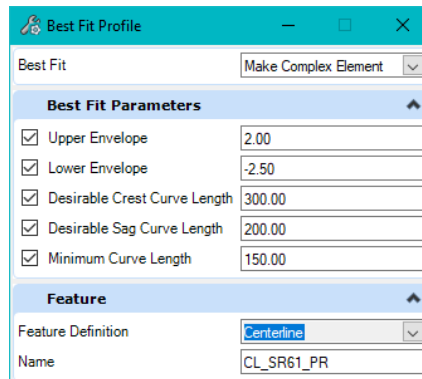 Best Fit Profile
Best Fit Make Complex Element
Best Fit Parameters
Upper Envelope 2.00
Lower Envelope -2.50
Desirable Crest Curve Length 300.00
Desirable Sag Curve Length 200.00
Minimum Curve Length 150.00
Feature
Feature Definition Centerline
Name CL_SR61_PR